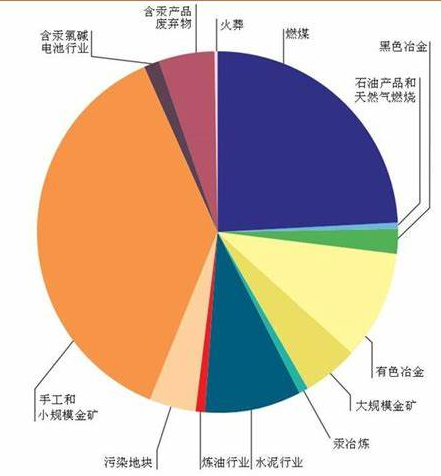 含汞产品
废弃物
火葬
燃煤
含汞氯碱
电池行业
黑色冶金
石油产品和
天然气燃烧
有色冶金
大规模金矿
汞冶炼
水泥行业
炼油行业
污染地块
手工和
小规模金矿